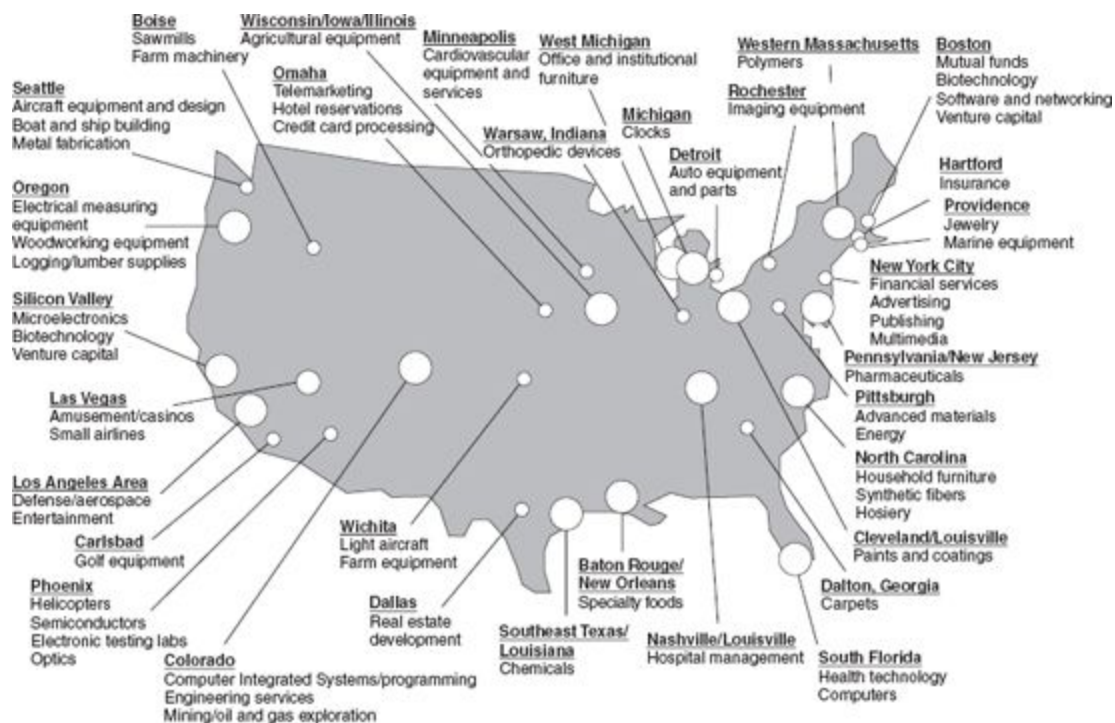 Boise
Sawmills
Farm machinery
Wisconsin/Iowa/Illinois
Agricultural equipment
Minneapolis
Cardiovascular
equipment and
services
West Michigan
Office and institutional
furniture
Western Massachusetts
Polymers
Boston
Mutual funds
Biotechnology
Software and networking
Venture capital
Seattle
Aircraft equipment and design
Boat and ship building
Metal fabrication
Omaha
Telemarketing
Hotel reservations
Credit card processing
Warsaw, Indiana
Orthopedic devices
Michigan
Clocks
Rochester
Imaging equipment
Detroit
Auto equipment
and parts
Hartford
Insurance
Providence
Jewelry
Marine equipment
Oregon
Electrical measuring
equipment
Woodworking equipment
Logging/lumber supplies
New York City
Financial services
Advertising
Publishing
Multimedia
Silicon Valley
Microelectronics
Biotechnology
Venture capital
Pennsylvania/New Jersey
Pharmaceuticals
Las Vegas
Amusement/casinos
Small airlines
Pittsburgh
Advanced materials
Energy
Los Angeles Area
Defense/aerospace
Entertainment
North Carolina
Household furniture
Synthetic fibers
Hosiery
Carlsbad
Golf equipment
Wichita
Light aircraft
Farm equipment
Cleveland/Louisville
Paints and coatings
Phoenix
Helicopters
Semiconductors
Electronic testing labs
Optics
Baton Rouge/
New Orleans
Specialty foods
Dalton, Georgia
Carpets
Dallas
Real estate
development
Southeast Texas/
Louisiana
Chemicals
Nashville/Louisville
Hospital management
Colorado
Computer Integrated Systems/programming
Engineering services
Mining/oil and gas exploration
South Florida
Health technology
Computers